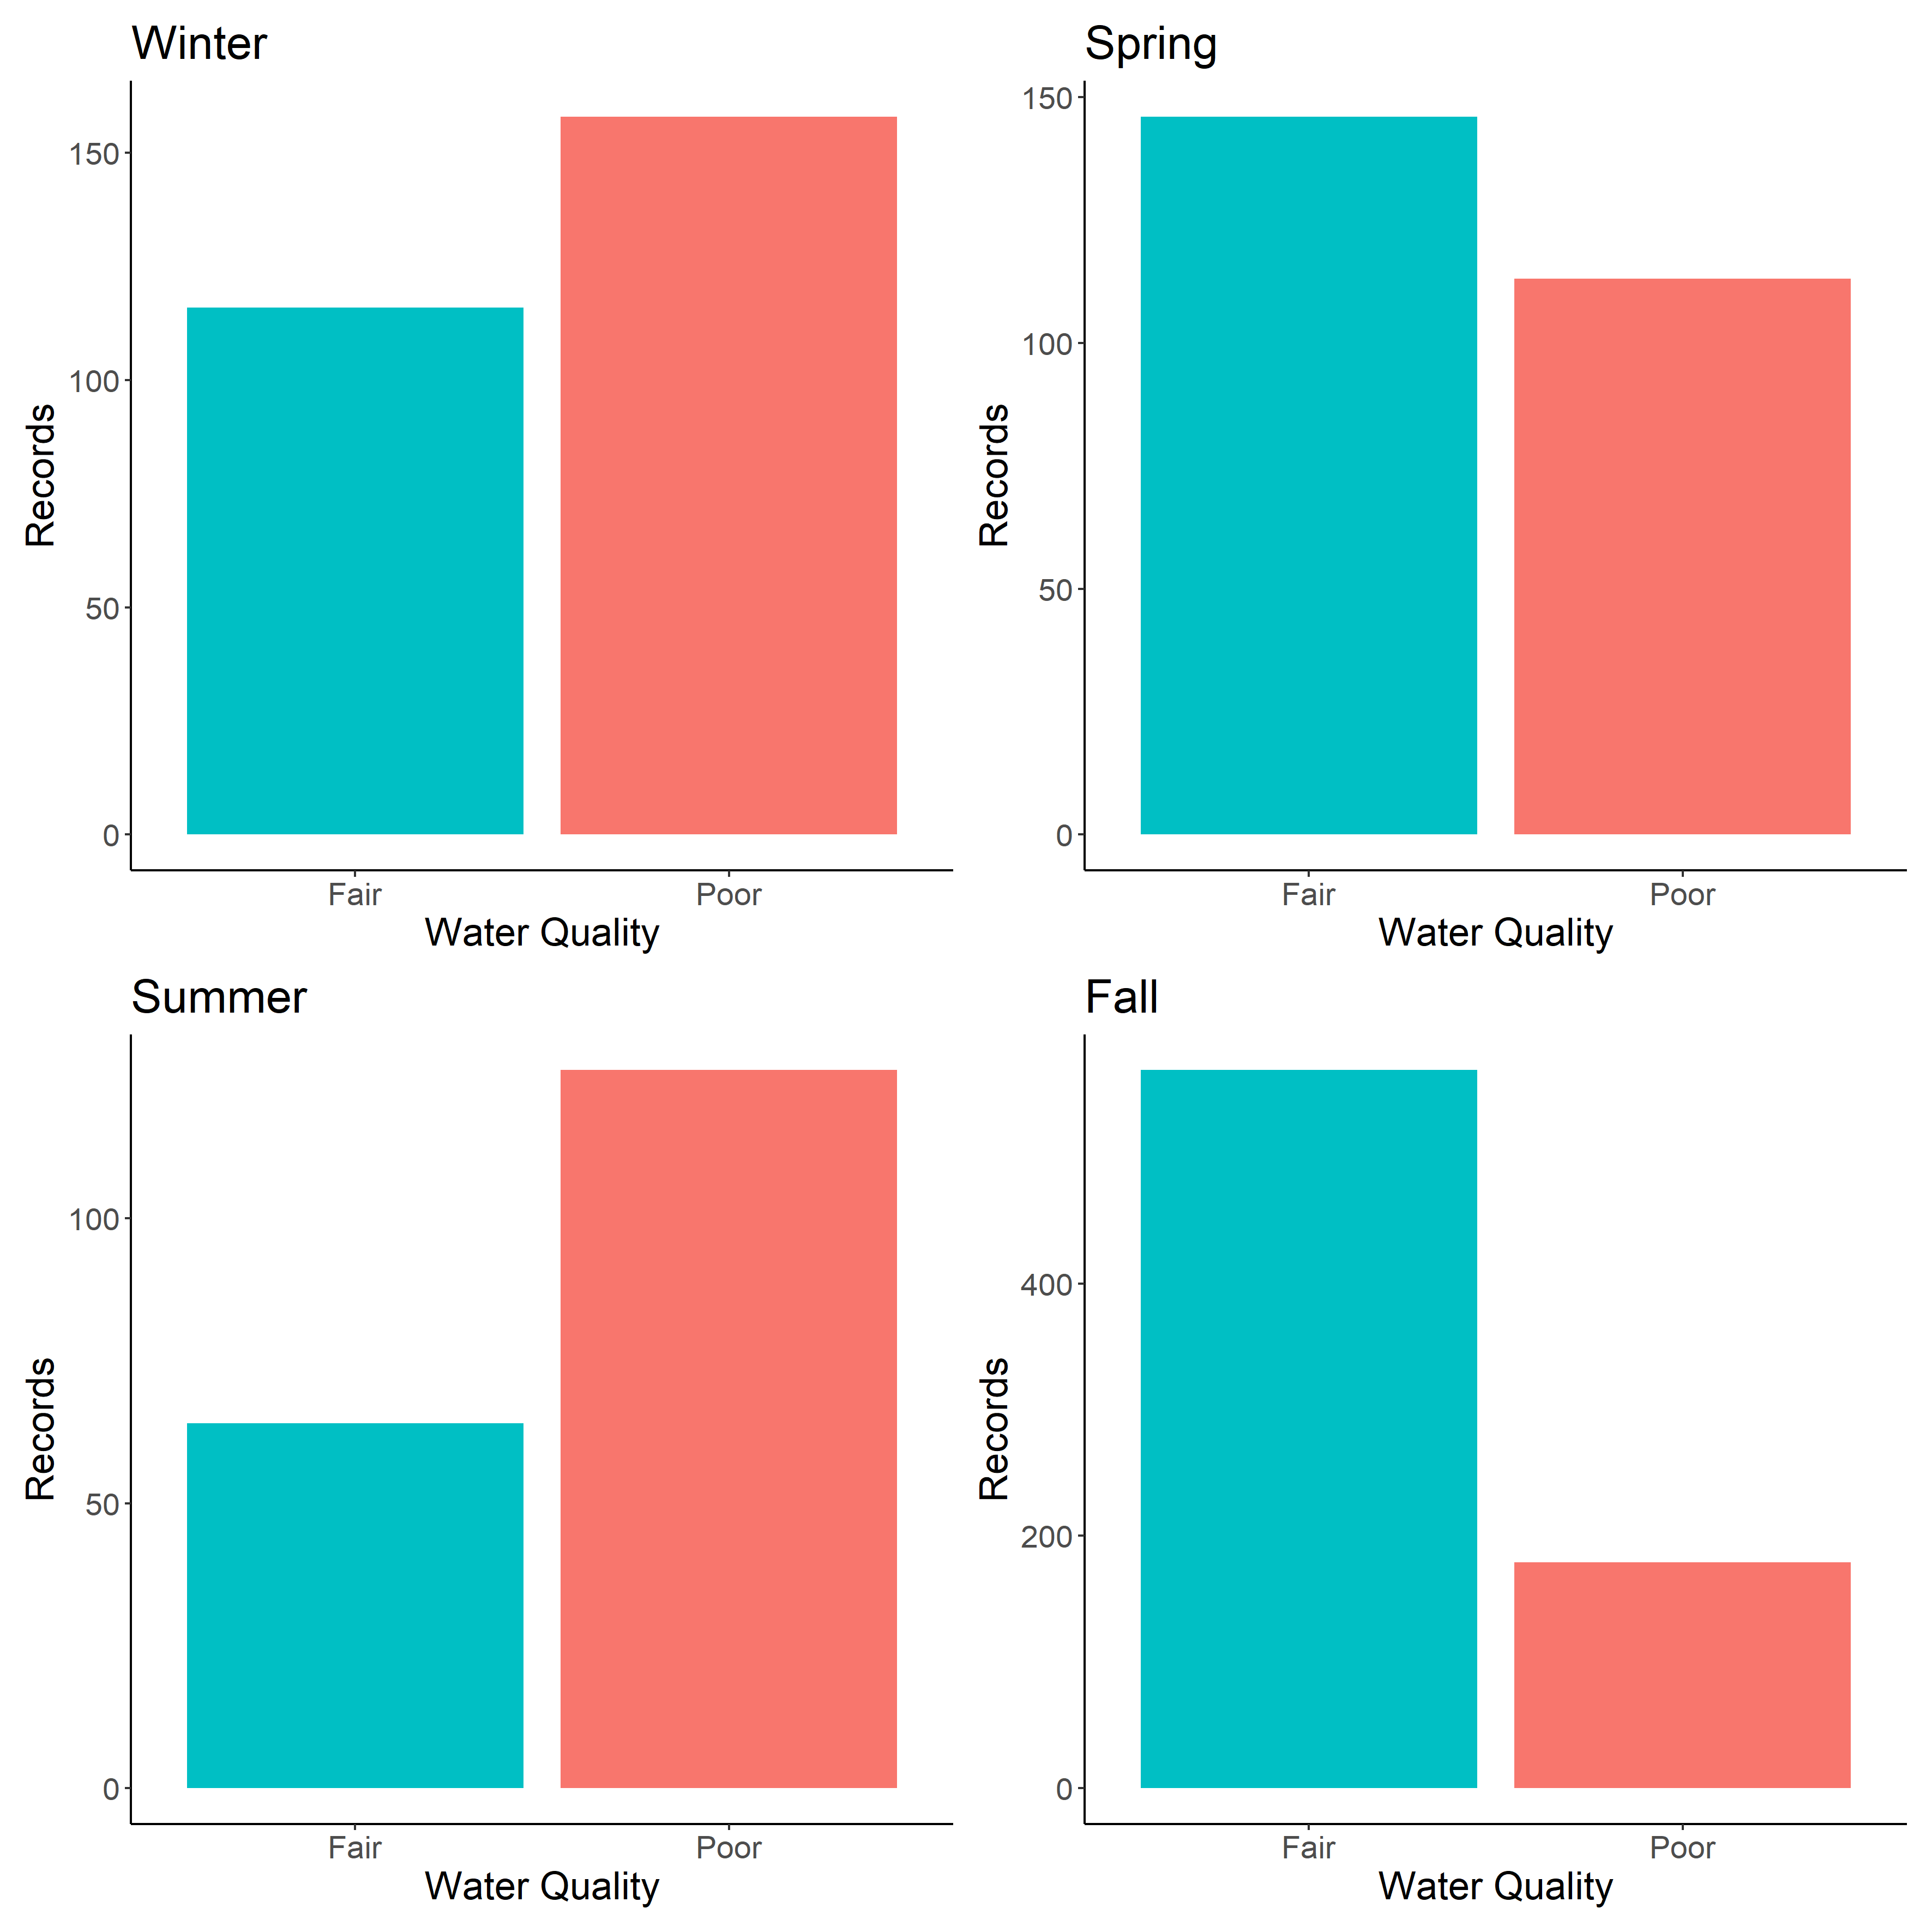 Winter
Records
150
100
50
0
Fair Poor
Water Quality
Spring
Records
150
100
50
0
Fair Poor
Water Quality
Summer
Records
100
50
0
Fair Poor
Water Quality
Fall
Records
400
200
0
Fair Poor
Water Quality